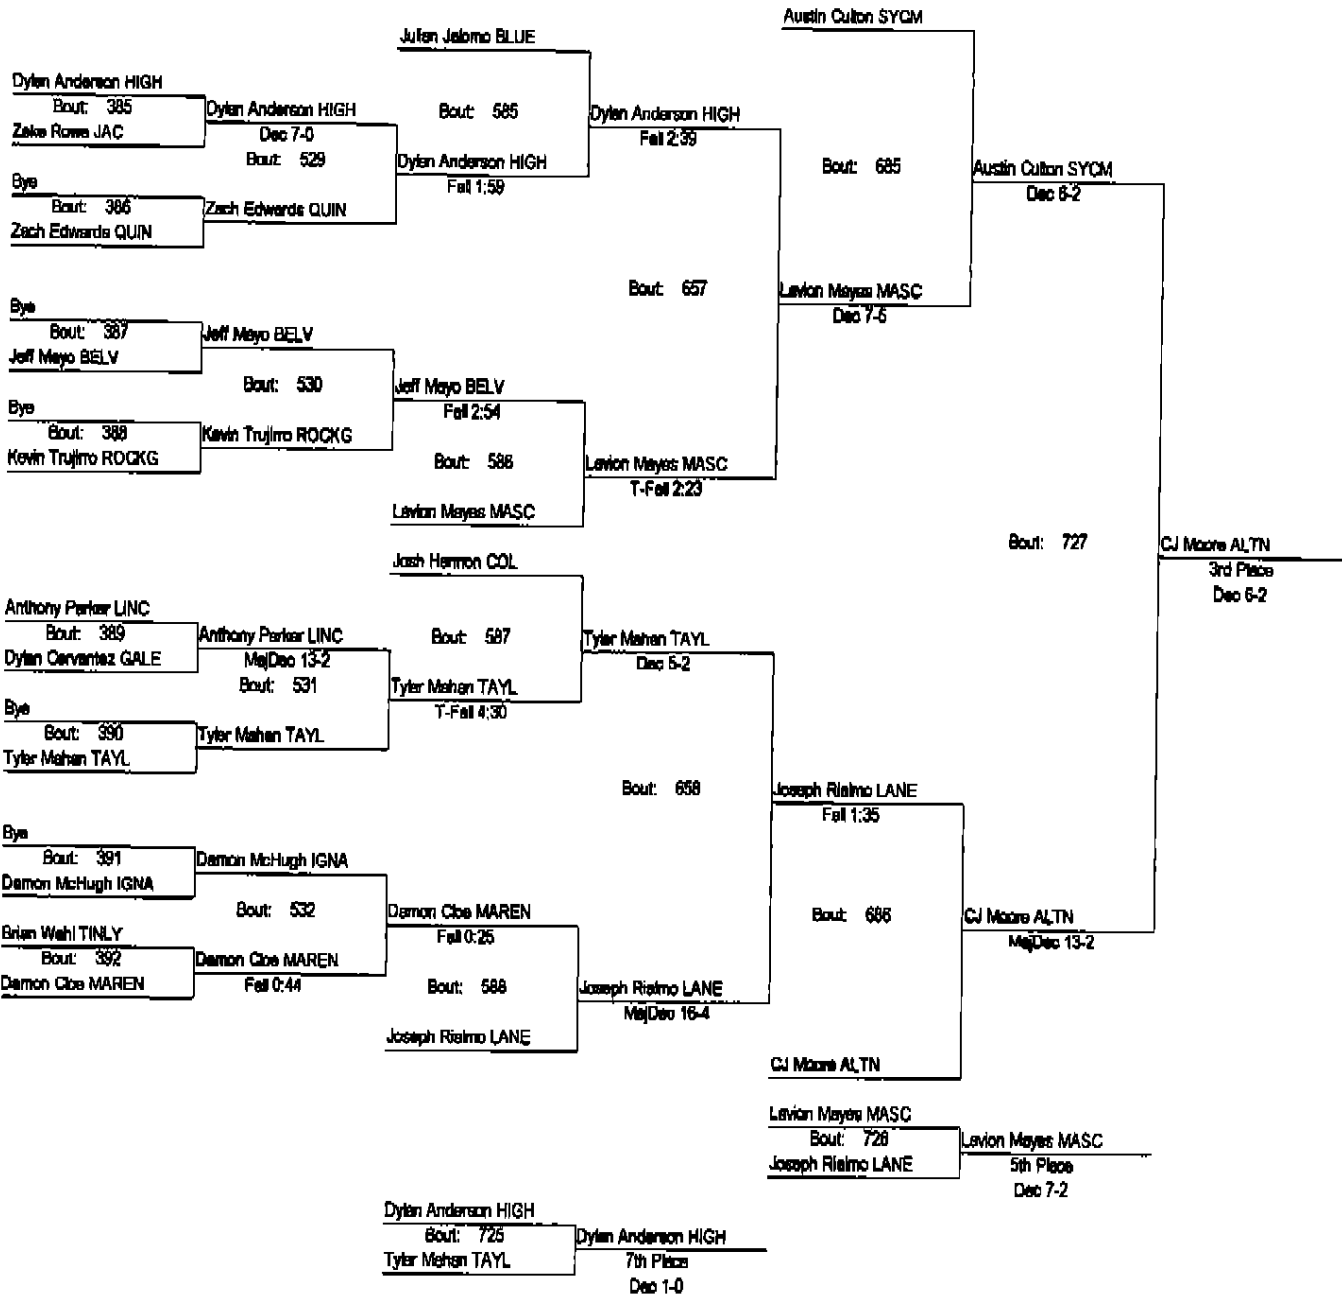 Austin Culton SYCM
Julian Jalomo BLUE
Dylan Anderson HIGH
Bout: 385
Zeke Rowe JAC
Dylan Anderson HIGH
Dec 7-0
Bout: 529
Bout: 585
Dylan Anderson HIGH
Fall 2:39
Dylan Anderson HIGH
Fall 1:59
Bout: 685
Austin Culton SYCM
Dec 6-2
Bye
Bout: 386
Zach Edwards QUIN
Zach Edwards QUIN
Bout: 657
Lavion Mayes MASC
Dec 7-5
Bye
Bout: 387
Jeff Mayo BELV
Jeff Mayo BELV
Bout: 530
Jeff Mayo BELV
Fall 2:54
Bye
Bout: 388
Kevin Trujirro ROCKG
Kevin Trujirro ROCKG
Bout: 586
Lavion Mayes MASC
T-Fall 2:23
Lavion Mayes MASC
Bout: 727
CJ Moore ALTN
3rd Place
Dec 6-2
Josh Harmon COL
Anthony Parker LINC
Bout: 389
Dylan Cervantez GALE
Anthony Parker LINC
MajDec 13-2
Bout: 531
Bout: 587
Tyler Mahan TAYL
Dec 5-2
Tyler Mahan TAYL
T-Fall 4:30
Bye
Bout: 390
Tyler Mahan TAYL
Tyler Mahan TAYL
Bout: 658
Joseph Rialmo LANE
Fall 1:35
Bye
Bout: 391
Damon McHugh IGNA
Damon McHugh IGNA
Bout: 532
Damon Cloe MAREN
Fall 0:25
Brian Wahl TINLY
Bout: 392
Damon Cloe MAREN
Damon Cloe MAREN
Fall 0:44
Bout: 588
Joseph Rialmo LANE
MajDec 16-4
Joseph Rialmo LANE
Bout: 686
CJ Moore ALTN
MajDec 13-2
CJ Moore ALTN
Lavion Mayes MASC
Bout: 726
Joseph Rialmo LANE
Lavion Mayes MASC
5th Place
Dec 7-2
Dylan Anderson HIGH
Bout: 725
Tyler Mahan TAYL
Dylan Anderson HIGH
7th Place
Dec 1-0